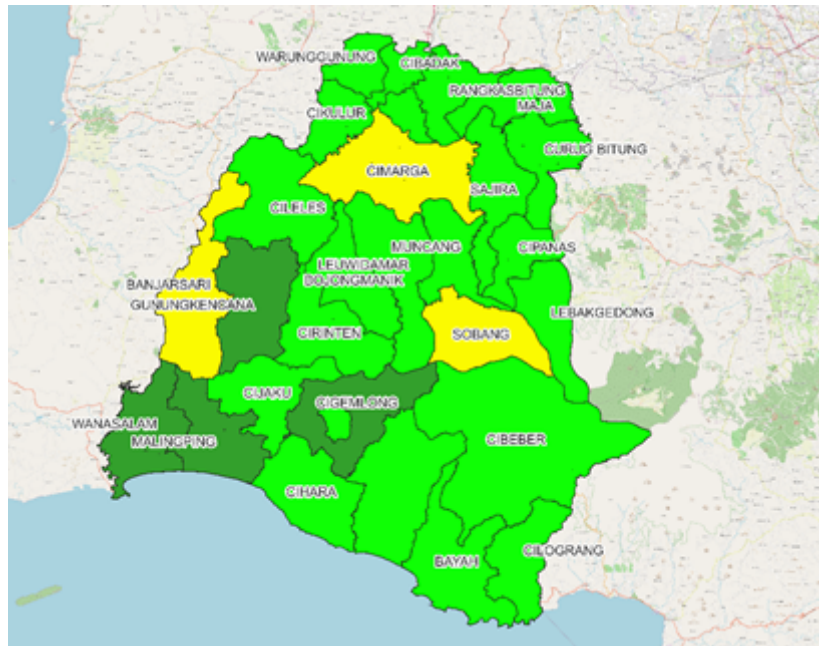 WARUNGGUNUNG
CIBADAK
RANGKASBITUNG
MAJA
CIKULUR
CURUG BITUNG
CIMARGA
SAJIRA
CILELES
MUNCANG
CIPANAS
LEUWIDAMAR
BOJONGMANIK
BANJARSARI
GUNUNGKENCANA
LEBAKGEDONG
CIRINTEN
SOBANG
CIJAKU
CIGEMLONG
WANASALAM
MALINGPING
CIBEBER
CIHARA
BAYAH
CILOGRANG